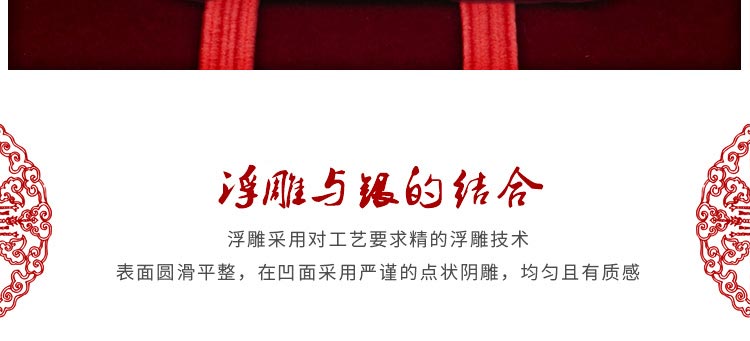 浮雕与银的结合
浮雕采用对工艺要求精的浮雕技术
表面圆滑平整，在凹面采用严谨的点状阴雕，均匀且有质感